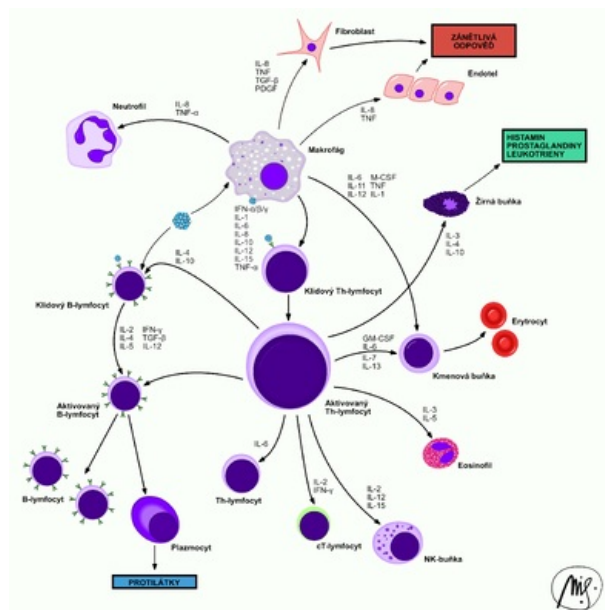 Fibroblast
ZÁNĚTLIVÁ
ODPOVĚĎ
IL-8
TNF
TGF-β
PDGF
Endotel
IL-8
TNF-α
Neutrofil
IL-8
TNF
Makrofág
HISTAMIN
PROSTAGLANDINY
LEUKOTRIENY
IL-6 M-CSF
IL-11 TNF
IL-12 IL-1
Žírná buňka
IFN-α/β/γ
IL-1
IL-6
IL-8
IL-10
IL-12
IL-15
TNF-α
IL-3
IL-4
IL-10
IL-4
IL-10
Klidový B-lymfocyt
Klidový Th-lymfocyt
Erytrocyt
IL-2 IFN-γ
IL-4 TGF-β
IL-5 IL-12
GM-CSF
IL-6
IL-7
IL-13
Kmenová buňka
Aktivovaný
B-lymfocyt
Aktivovaný
Th-lymfocyt
IL-3
IL-5
Eosinofil
IL-6
B-lymfocyt
Th-lymfocyt
IL-2
IFN-γ
IL-2
IL-12
IL-15
Plazmocyt
cT-lymfocyt
NK-buňka
PROTILÁTKY